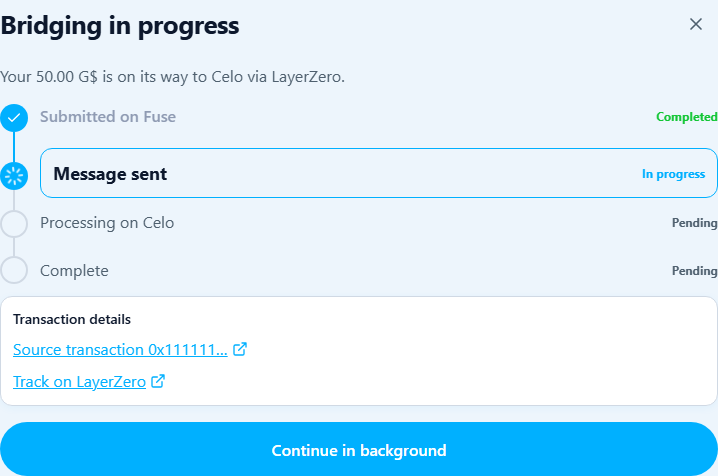 Bridging in progress
Your 50.00 G$ is on its way to Celo via LayerZero.
Submitted on Fuse Completed
Message sent In progress
Processing on Celo Pending
Complete Pending
Transaction details
Source transaction 0x111111...
Track on LayerZero
Continue in background